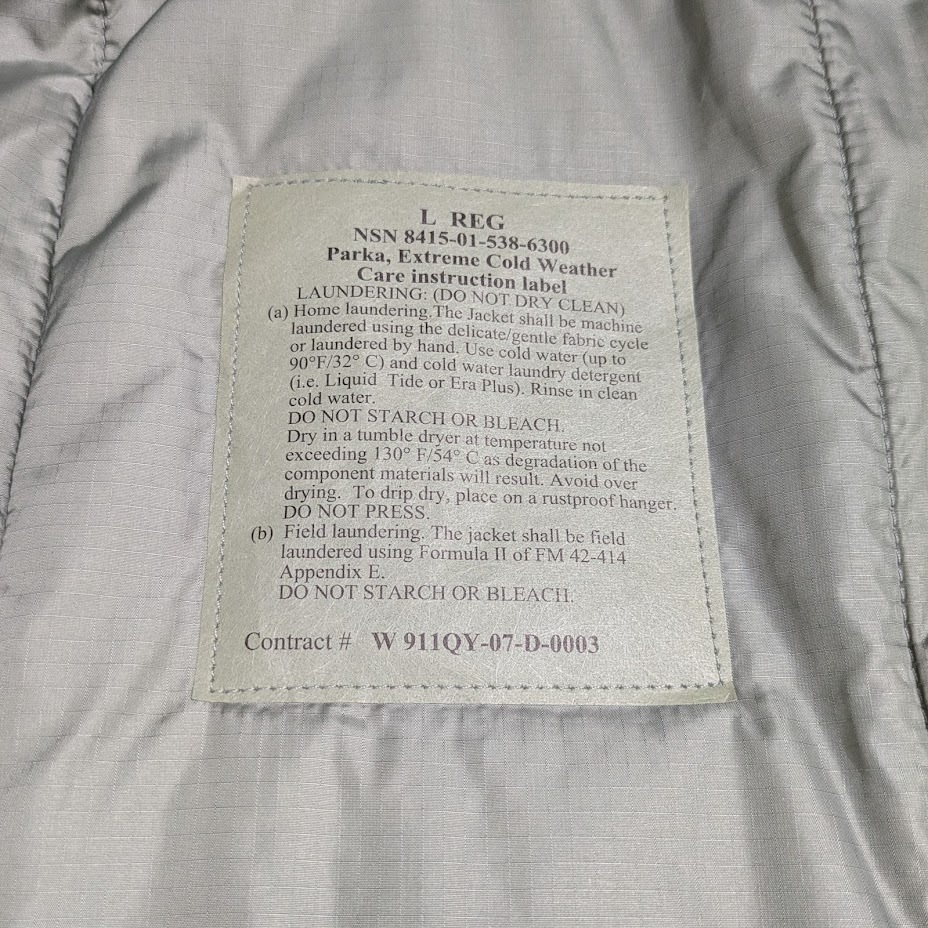 L REG
NSN 8415-01-538-6300
Parka, Extreme Cold Weather
Care instruction label
LAUNDERING: (DO NOT DRY CLEAN)
(a) Home laundering.The Jacket shall be machine
laundered using the delicate/gentle fabric cycle
or laundered by hand. Use cold water (up to
90°F/32° C) and cold water laundry detergent
(i.e. Liquid Tide or Era Plus). Rinse in clean
cold water.
DO NOT STARCH OR BLEACH.
Dry in a tumble dryer at temperature not
exceeding 130° F/54° C as degradation of the
component materials will result. Avoid over
drying. To drip dry, place on a rustproof hanger.
DO NOT PRESS.
(b) Field laundering. The jacket shall be field
laundered using Formula II of FM 42-414
Appendix E.
DO NOT STARCH OR BLEACH.
Contract # W 911QY-07-D-0003